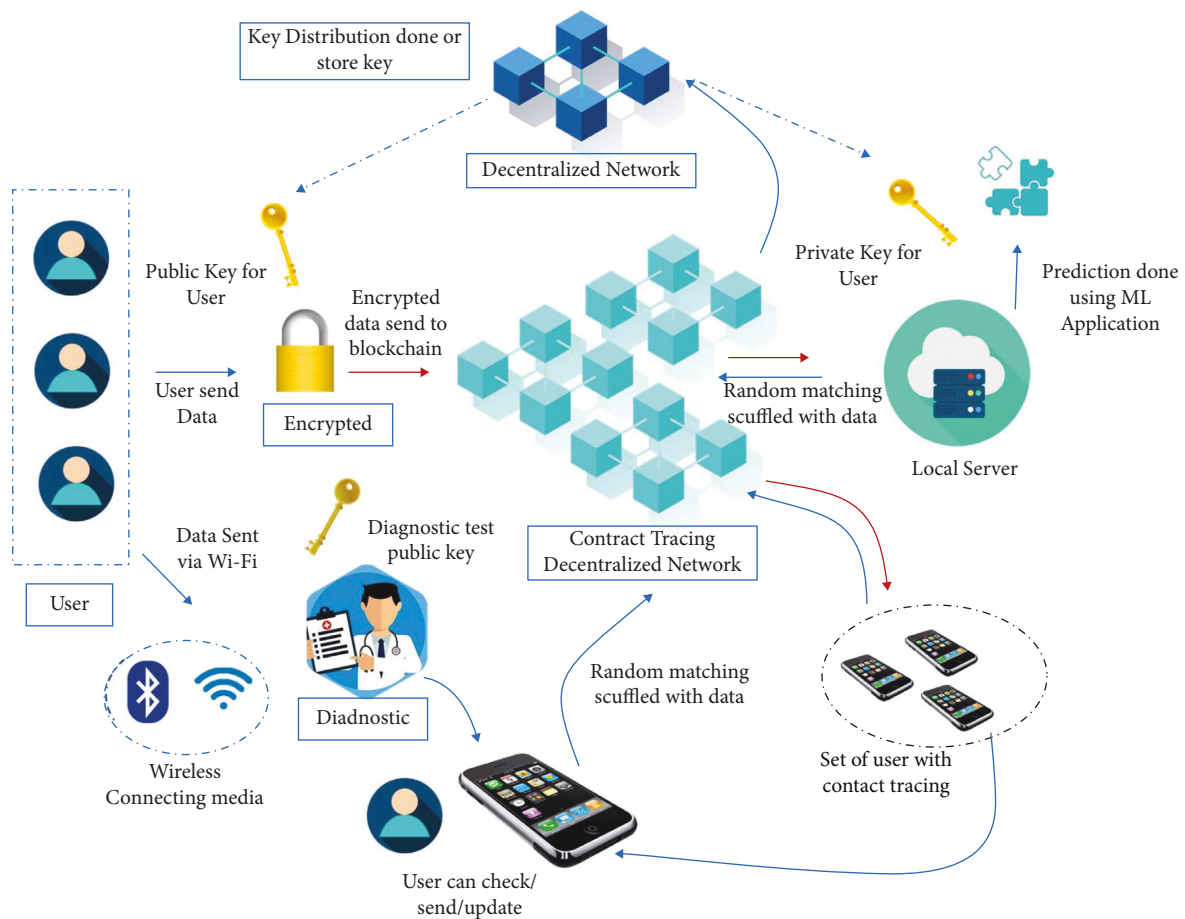 Key Distribution done or
store key
Decentralized Network
Public Key for
User
Encrypted
data send to
blockchain
Private Key for
User
Prediction done
using ML
Application
User send
Data
Encrypted
Random matching
scuffled with data
Local Server
Data Sent
via Wi-Fi
Diagnostic test
public key
Contract Tracing
Decentralized Network
User
Random matching
scuffled with data
Diadnostic
Wireless
Connecting media
Set of user with
contact tracing
User can check/
send/update